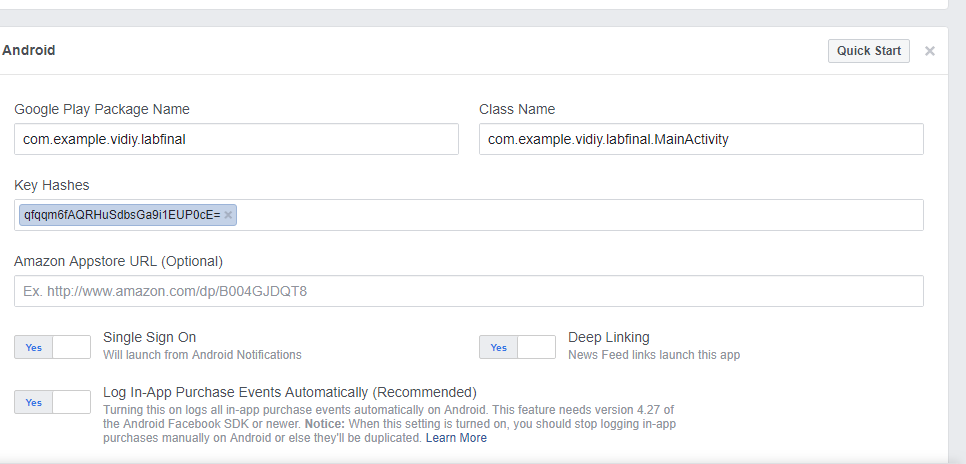 Android
Quick Start ×
Google Play Package Name
Class Name
com.example.vidiy.labfinal
com.example.vidiy.labfinal.MainActivity
Key Hashes
qfqqm6fAQRHuSdbsGa9i1EUP0cE= ×
Amazon Appstore URL (Optional)
Ex. http://www.amazon.com/dp/B004GJDQT8
Yes
Single Sign On
Will launch from Android Notifications
Yes
Deep Linking
News Feed links launch this app
Yes
Log In-App Purchase Events Automatically (Recommended)
Turning this on logs all in-app purchase events automatically on Android. This feature needs version 4.27 of
the Android Facebook SDK or newer. Notice: When this setting is turned on, you should stop logging in-app
purchases manually on Android or else they'll be duplicated. Learn More